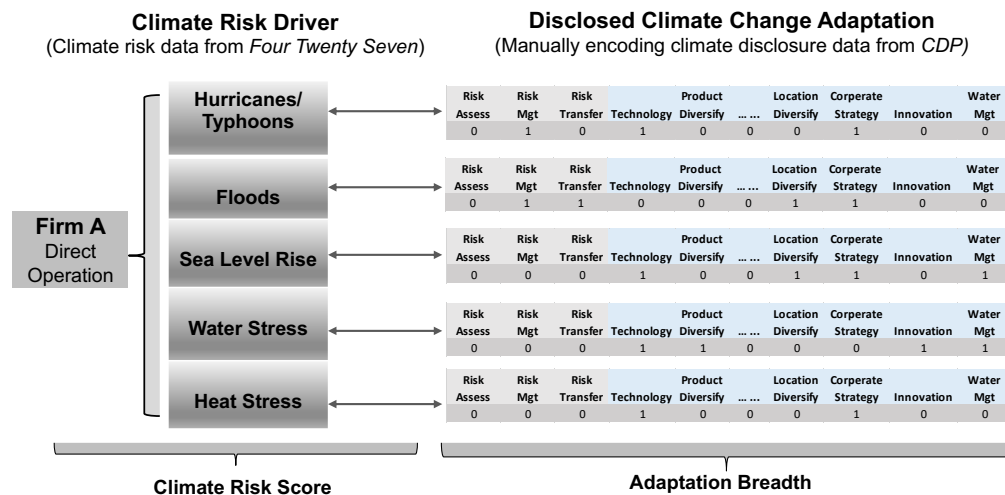 Climate Risk Driver
(Climate risk data from Four Twenty Seven)
Disclosed Climate Change Adaptation
(Manually encoding climate disclosure data from CDP)
Firm A
Direct
Operation
Hurricanes/
Typhoons
Risk Risk Risk Product Location Corperate Water
Assess Mgt Transfer Technology Diversify ... ... Diversify Strategy Innovation Mgt
0 1 0 1 0 0 0 1 0 0
Floods
Risk Risk Risk Product Location Corperate Water
Assess Mgt Transfer Technology Diversify ... ... Diversify Strategy Innovation Mgt
0 1 1 0 0 0 1 1 0 0
Sea Level Rise
Risk Risk Risk Product Location Corperate Water
Assess Mgt Transfer Technology Diversify ... ... Diversify Strategy Innovation Mgt
0 0 0 1 0 0 1 1 0 1
Water Stress
Risk Risk Risk Product Location Corperate Water
Assess Mgt Transfer Technology Diversify ... ... Diversify Strategy Innovation Mgt
0 0 0 1 1 0 0 0 1 1
Heat Stress
Risk Risk Risk Product Location Corperate Water
Assess Mgt Transfer Technology Diversify ... ... Diversify Strategy Innovation Mgt
0 0 0 1 0 0 0 1 0 0
Climate Risk Score
Adaptation Breadth